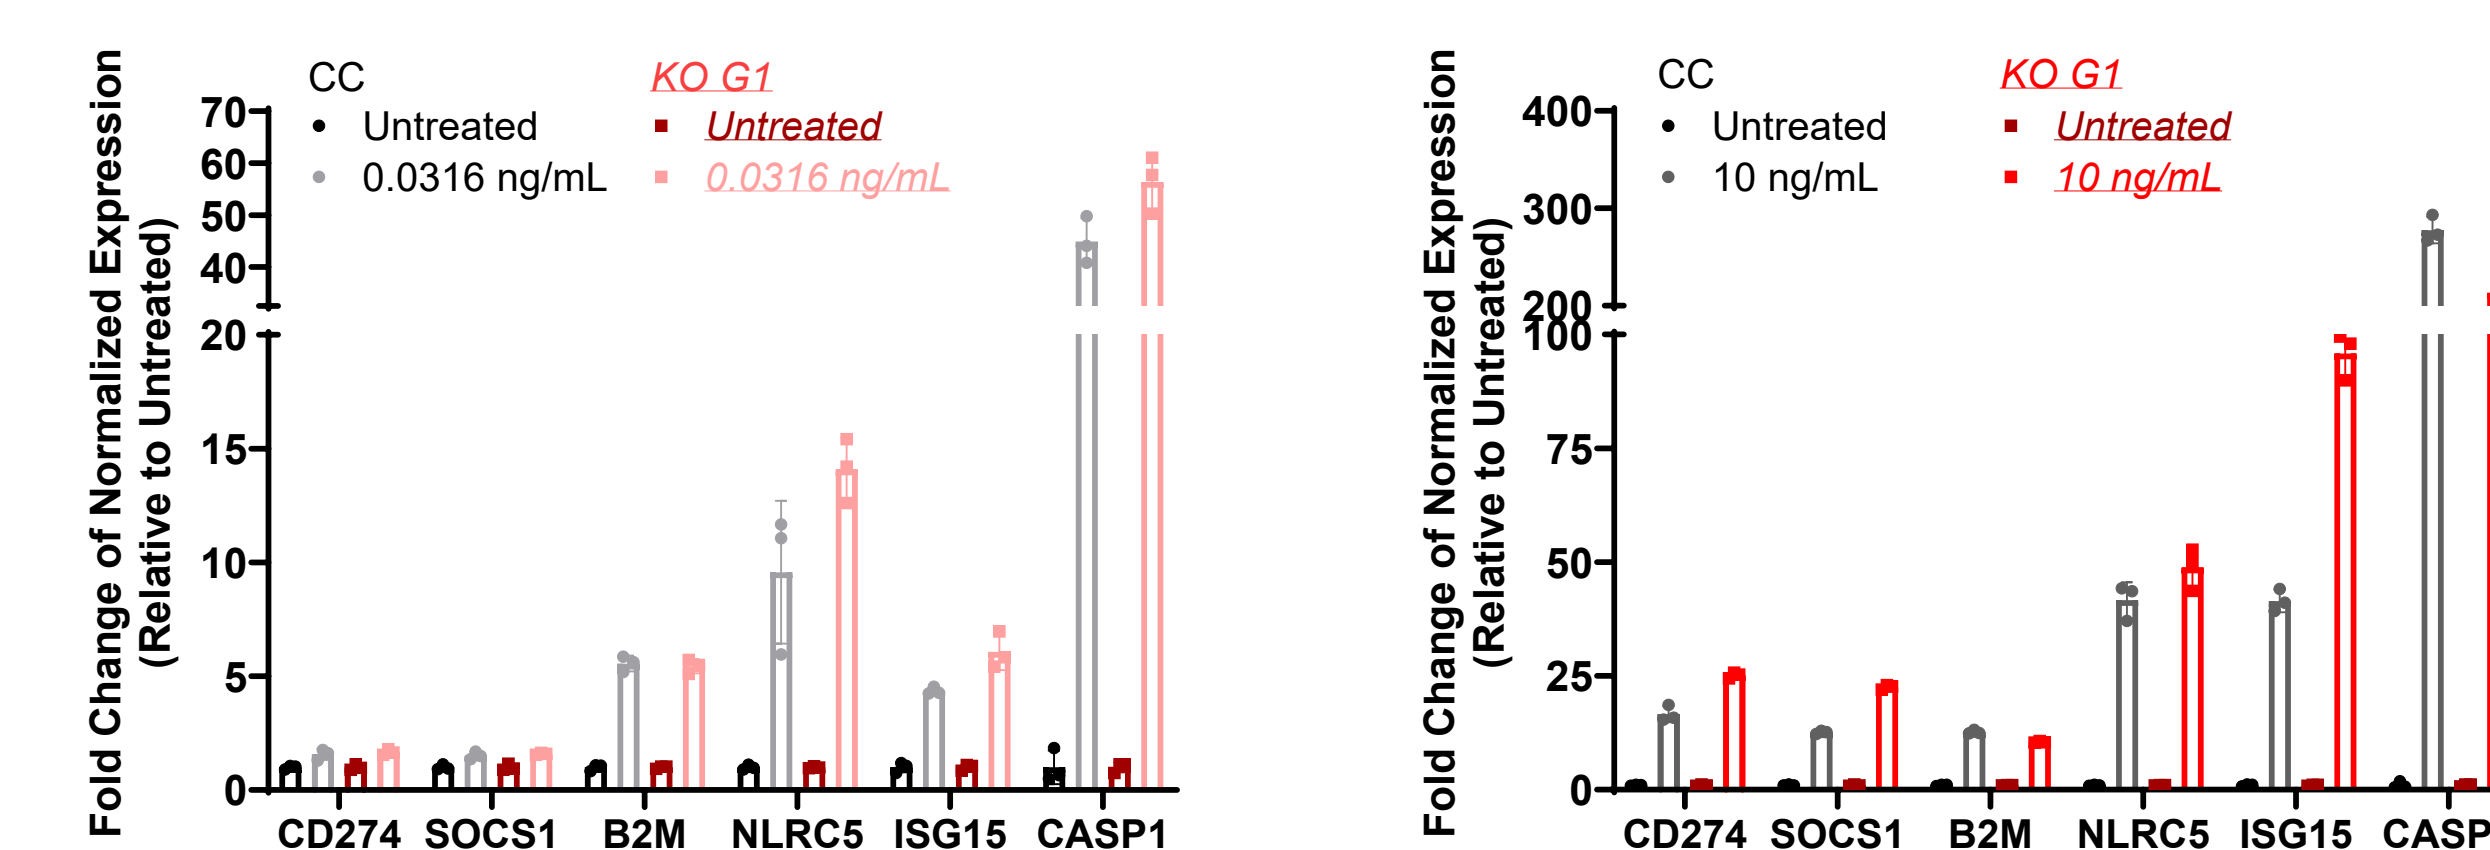 Fold Change of Normalized Expression
(Relative to Untreated)
CC
Untreated
0.0316 ng/mL
KO G1
Untreated
0.0316 ng/mL
70
60
50
40
20
15
10
5
0
CD274 SOCS1 B2M NLRC5 ISG15 CASP1
Fold Change of Normalized Expression
(Relative to Untreated)
CC
Untreated
10 ng/mL
KO G1
Untreated
10 ng/mL
400
300
200
100
75
50
25
0
CD274 SOCS1 B2M NLRC5 ISG15 CASP